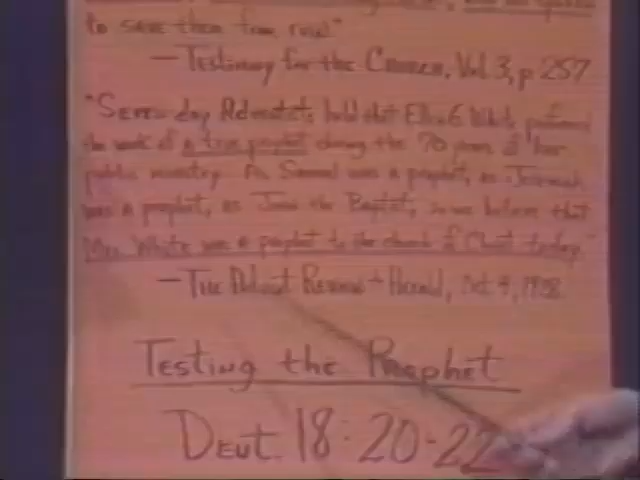 to save them from ruin"
— Testimony for the Church, Vol. 3, p. 257
"Seven-day Adventists hold that Ellen G White performed
the work of a true prophet during the 70 years of her
public ministry. As Samuel was a prophet, as Jeremiah
was a prophet, as John the Baptist, so we believe that
Mrs. White was a prophet to the church of Christ today."
— The Advent Review + Herald, Oct. 4, 1928
Testing the Prophet
Deut. 18:20-22